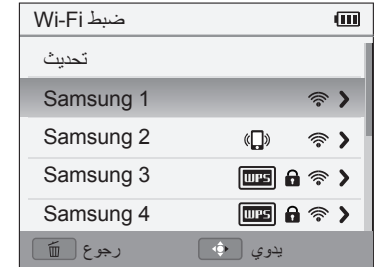 ضبط Wi-Fi
تحديث
Samsung 1
Samsung 2
Samsung 3 WPS
Samsung 4 WPS
رجوع يدوي